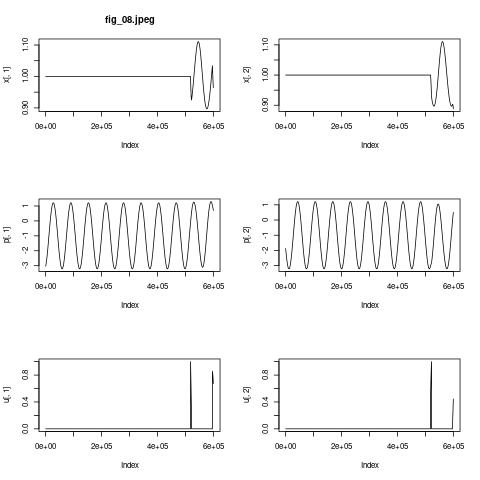 fig_08.jpeg
x[, 1]
0.90 1.00 1.10
0e+00 2e+05 4e+05 6e+05
Index
x[, 2]
0.90 1.00 1.10
0e+00 2e+05 4e+05 6e+05
Index
p[, 1]
-3 -2 -1 0 1
0e+00 2e+05 4e+05 6e+05
Index
p[, 2]
-3 -2 -1 0 1
0e+00 2e+05 4e+05 6e+05
Index
u[, 1]
0.0 0.4 0.8
0e+00 2e+05 4e+05 6e+05
Index
u[, 2]
0.0 0.4 0.8
0e+00 2e+05 4e+05 6e+05
Index